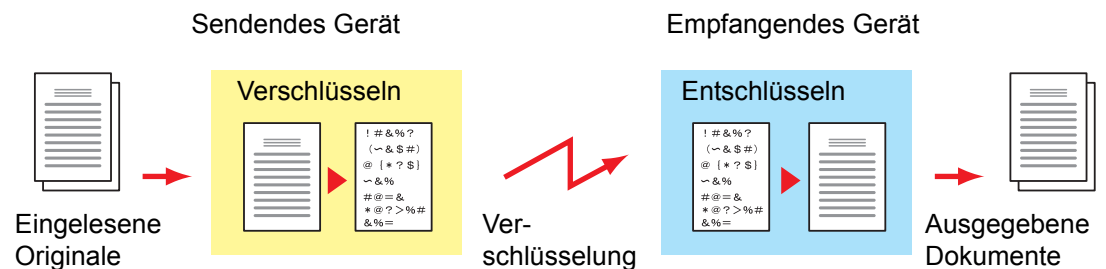 Sendendes Gerät
Empfangendes Gerät
Verschlüsseln
! #&%?
(∽&$#)
@ {*?$}
∽&%
#@=&
*@?>%#
&%=
Entschlüsseln
! #&%?
(∽&$#)
@ {*?$}
∽&%
#@=&
*@?>%#
&%=
Eingelesene
Originale
Ver-
schlüsselung
Ausgegebene
Dokumente